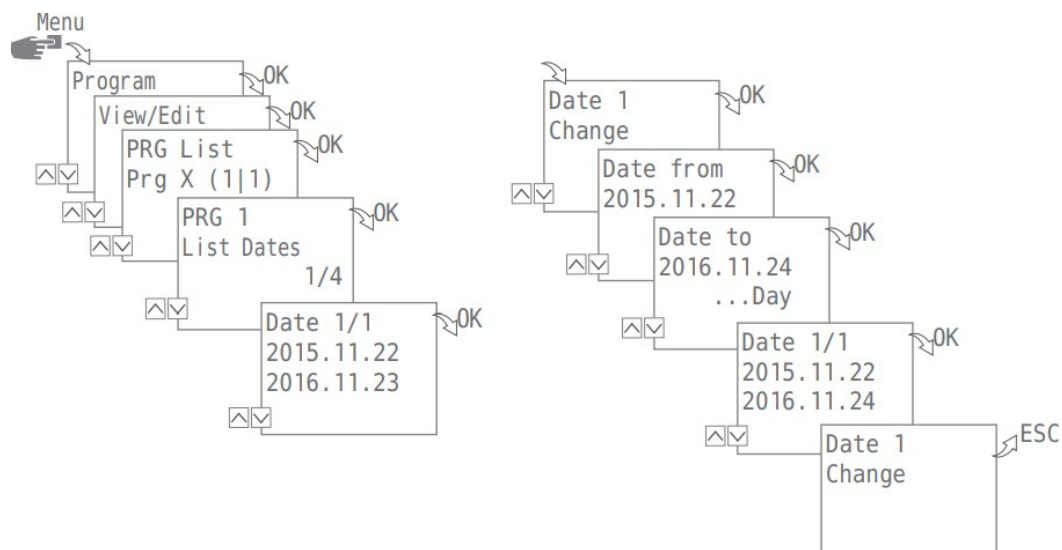 Menu
Program
OK
View/Edit
OK
PRG List
Prg X (1|1)
OK
PRG 1
List Dates
1/4
OK
Date 1/1
2015.11.22
2016.11.23
OK
Date 1
Change
OK
Date from
2015.11.22
OK
Date to
2016.11.24
...Day
OK
Date 1/1
2015.11.22
2016.11.24
OK
Date 1
Change
ESC